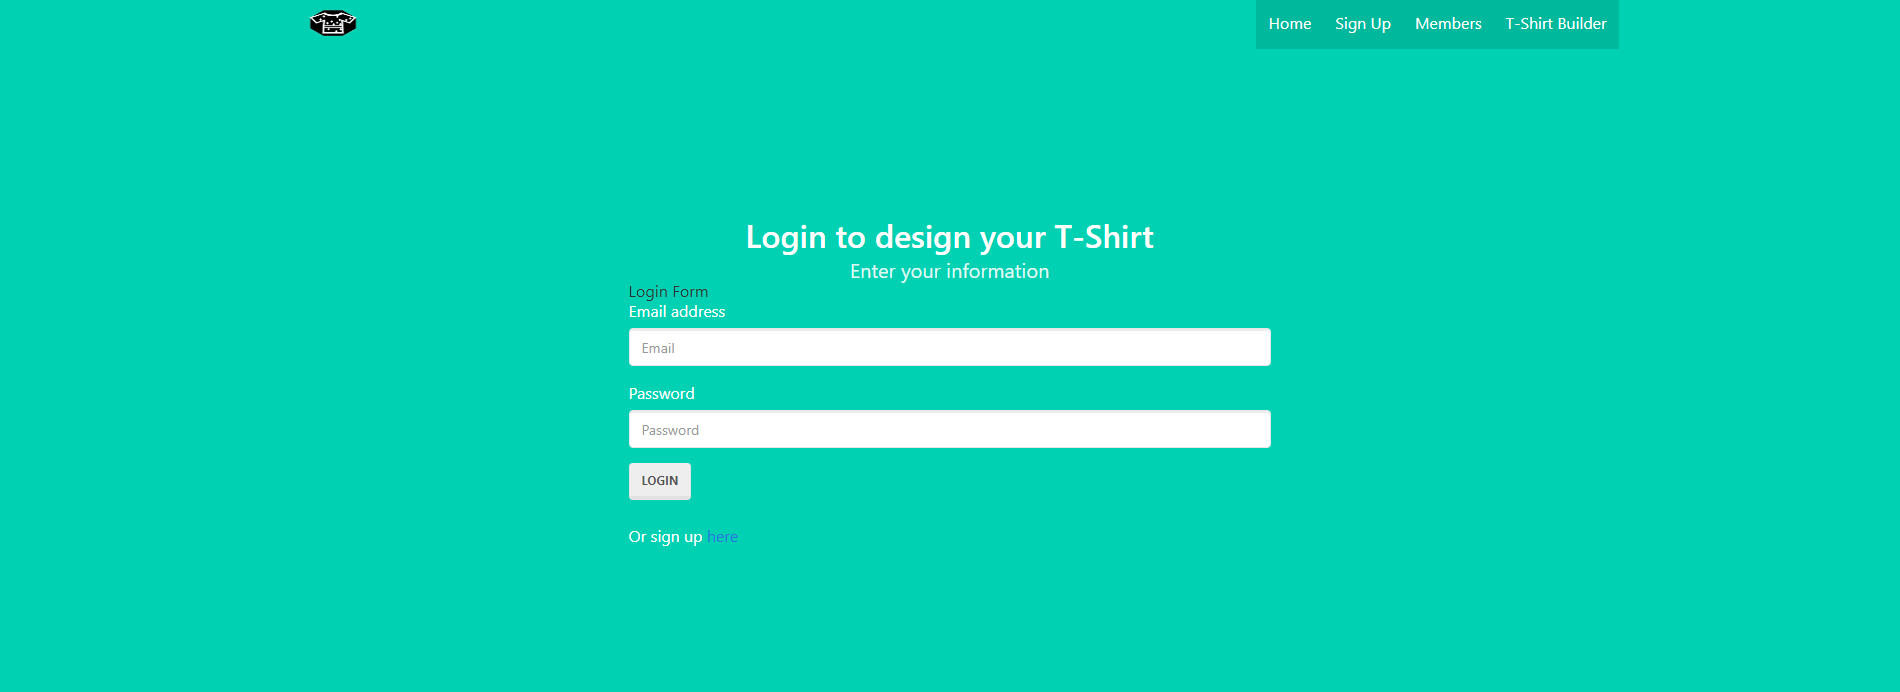 Home Sign Up Members T-Shirt Builder
Login to design your T-Shirt
Enter your information
Login Form
Email address
Email
Password
Password
LOGIN
Or sign up here